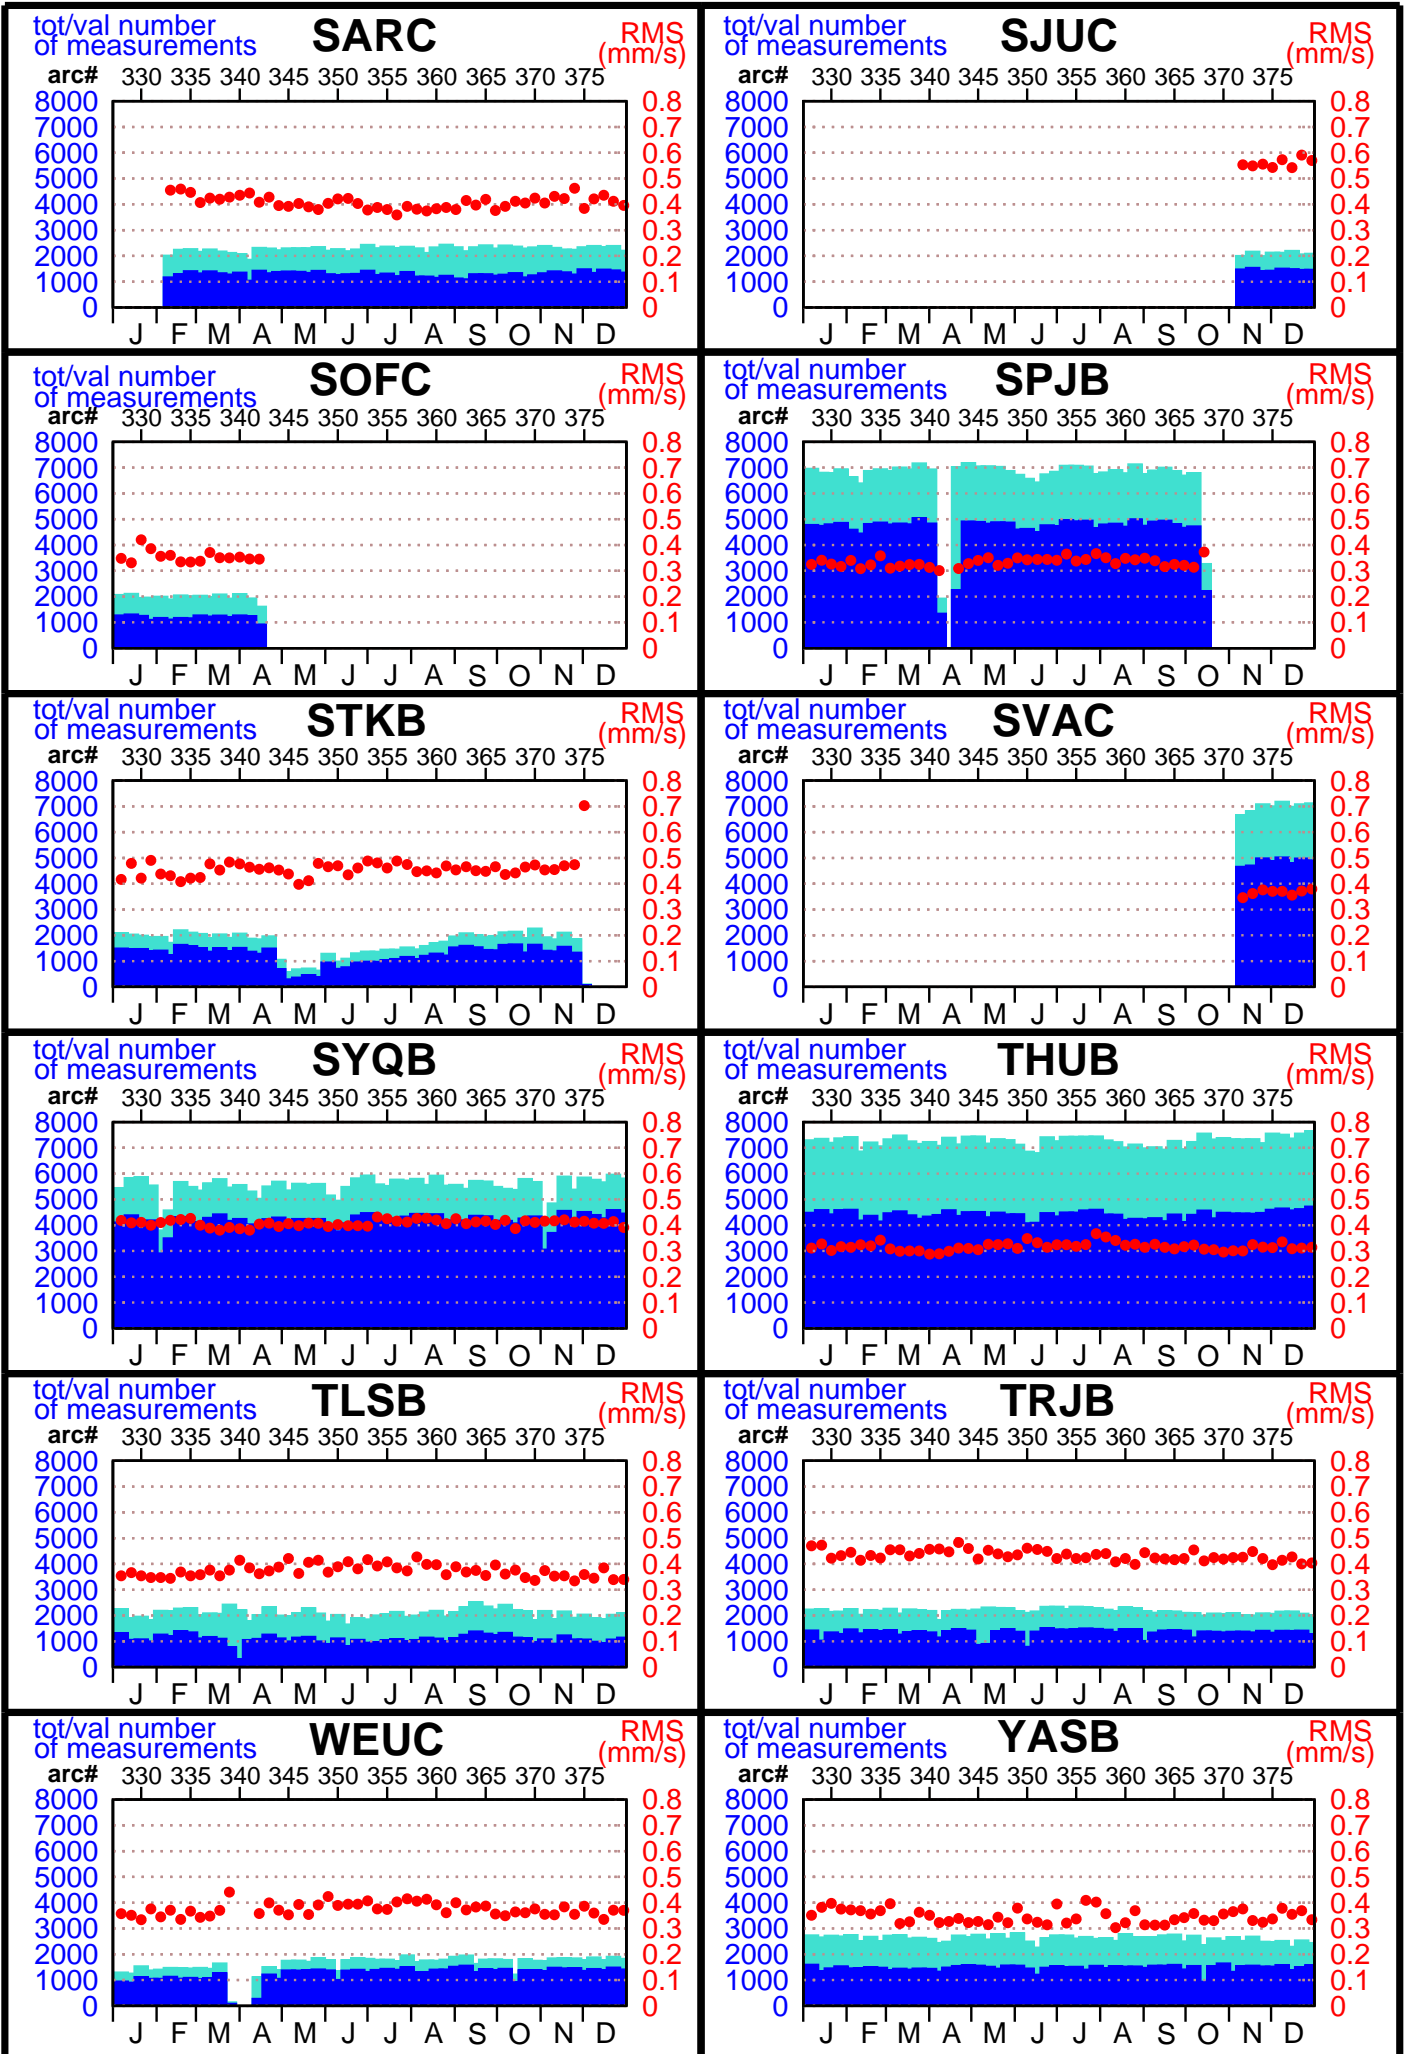 tot/val number SARC RMS
of measurements (mm/s)
arc# 330 335 340 345 350 355 360 365 370 375
8000 0.8
7000 0.7
6000 0.6
5000 0.5
4000 0.4
3000 0.3
2000 0.2
1000 0.1
0 0
J F M A M J J A S O N D
tot/val number SJUC RMS
of measurements (mm/s)
arc# 330 335 340 345 350 355 360 365 370 375
8000 0.8
7000 0.7
6000 0.6
5000 0.5
4000 0.4
3000 0.3
2000 0.2
1000 0.1
0 0
J F M A M J J A S O N D
tot/val number SOFC RMS
of measurements (mm/s)
arc# 330 335 340 345 350 355 360 365 370 375
8000 0.8
7000 0.7
6000 0.6
5000 0.5
4000 0.4
3000 0.3
2000 0.2
1000 0.1
0 0
J F M A M J J A S O N D
tot/val number SPJB RMS
of measurements (mm/s)
arc# 330 335 340 345 350 355 360 365 370 375
8000 0.8
7000 0.7
6000 0.6
5000 0.5
4000 0.4
3000 0.3
2000 0.2
1000 0.1
0 0
J F M A M J J A S O N D
tot/val number STKB RMS
of measurements (mm/s)
arc# 330 335 340 345 350 355 360 365 370 375
8000 0.8
7000 0.7
6000 0.6
5000 0.5
4000 0.4
3000 0.3
2000 0.2
1000 0.1
0 0
J F M A M J J A S O N D
tot/val number SVAC RMS
of measurements (mm/s)
arc# 330 335 340 345 350 355 360 365 370 375
8000 0.8
7000 0.7
6000 0.6
5000 0.5
4000 0.4
3000 0.3
2000 0.2
1000 0.1
0 0
J F M A M J J A S O N D
tot/val number SYQB RMS
of measurements (mm/s)
arc# 330 335 340 345 350 355 360 365 370 375
8000 0.8
7000 0.7
6000 0.6
5000 0.5
4000 0.4
3000 0.3
2000 0.2
1000 0.1
0 0
J F M A M J J A S O N D
tot/val number THUB RMS
of measurements (mm/s)
arc# 330 335 340 345 350 355 360 365 370 375
8000 0.8
7000 0.7
6000 0.6
5000 0.5
4000 0.4
3000 0.3
2000 0.2
1000 0.1
0 0
J F M A M J J A S O N D
tot/val number TLSB RMS
of measurements (mm/s)
arc# 330 335 340 345 350 355 360 365 370 375
8000 0.8
7000 0.7
6000 0.6
5000 0.5
4000 0.4
3000 0.3
2000 0.2
1000 0.1
0 0
J F M A M J J A S O N D
tot/val number TRJB RMS
of measurements (mm/s)
arc# 330 335 340 345 350 355 360 365 370 375
8000 0.8
7000 0.7
6000 0.6
5000 0.5
4000 0.4
3000 0.3
2000 0.2
1000 0.1
0 0
J F M A M J J A S O N D
tot/val number WEUC RMS
of measurements (mm/s)
arc# 330 335 340 345 350 355 360 365 370 375
8000 0.8
7000 0.7
6000 0.6
5000 0.5
4000 0.4
3000 0.3
2000 0.2
1000 0.1
0 0
J F M A M J J A S O N D
tot/val number YASB RMS
of measurements (mm/s)
arc# 330 335 340 345 350 355 360 365 370 375
8000 0.8
7000 0.7
6000 0.6
5000 0.5
4000 0.4
3000 0.3
2000 0.2
1000 0.1
0 0
J F M A M J J A S O N D